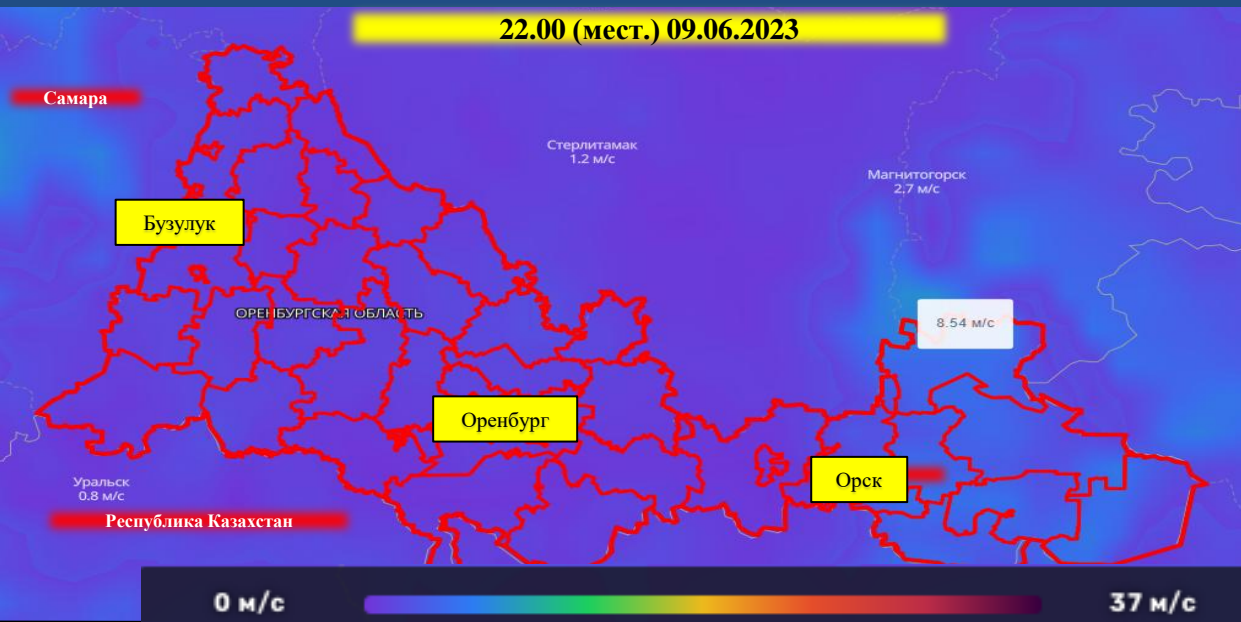 22.00 (мест.) 09.06.2023
Самара
Стерлитамак
1.2 м/с
Магнитогорск
2.7 м/с
Бузулук
ОРЕНБУРГСКАЯ ОБЛАСТЬ
8.54 м/с
Оренбург
Орск
Уральск
0.8 м/с
Республика Казахстан
0 м/с
37 м/с